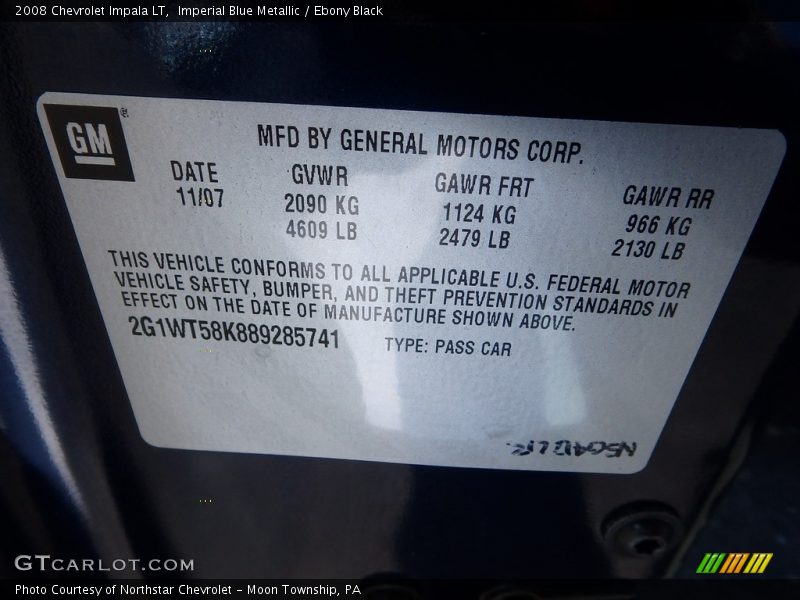 2008 Chevrolet Impala LT, Imperial Blue Metallic / Ebony Black
GM®
MFD BY GENERAL MOTORS CORP.
DATE GVWR GAWR FRT GAWR RR
11/07 2090 KG 1124 KG 966 KG
4609 LB 2479 LB 2130 LB
THIS VEHICLE CONFORMS TO ALL APPLICABLE U.S. FEDERAL MOTOR
VEHICLE SAFETY, BUMPER, AND THEFT PREVENTION STANDARDS IN
EFFECT ON THE DATE OF MANUFACTURE SHOWN ABOVE.
2G1WT58K889285741 TYPE: PASS CAR
GTCARLOT.COM
Photo Courtesy of Northstar Chevrolet - Moon Township, PA